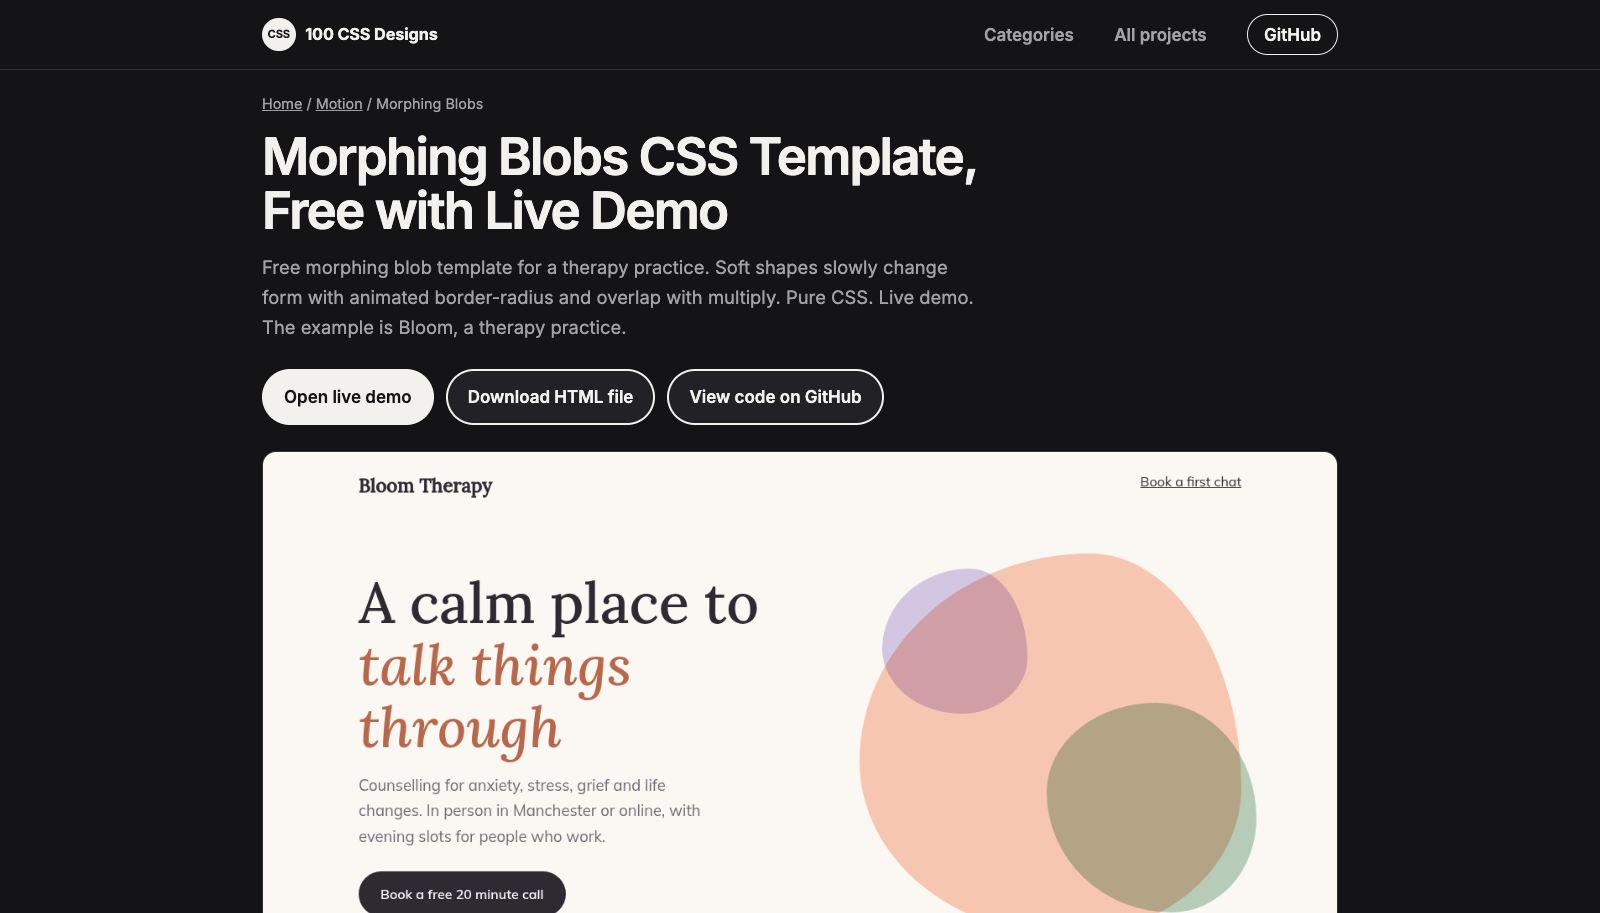 CSS 100 CSS Designs
Categories All projects GitHub
Home / Motion / Morphing Blobs
Morphing Blobs CSS Template,
Free with Live Demo
Free morphing blob template for a therapy practice. Soft shapes slowly change
form with animated border-radius and overlap with multiply. Pure CSS. Live demo.
The example is Bloom, a therapy practice.
Open live demo Download HTML file View code on GitHub
Bloom Therapy Book a first chat
A calm place to
talk things
through
Counselling for anxiety, stress, grief and life
changes. In person in Manchester or online, with
evening slots for people who work.
Book a free 20 minute call